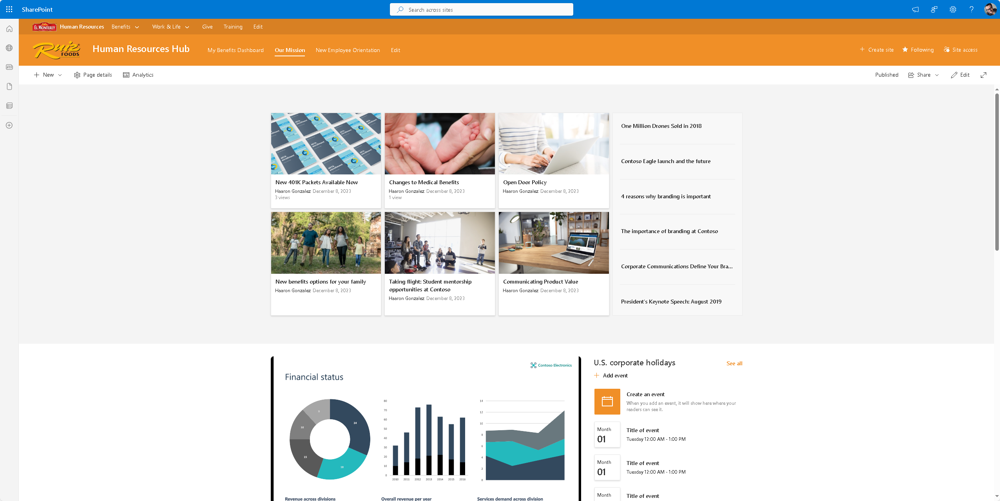 SharePoint
Search across sites
EL MONTEREY
Human Resources
Benefits
Work & Life
Give
Training
Edit
Ruiz
FOODS
Human Resources Hub
My Benefits Dashboard
Our Mission
New Employee Orientation
Edit
Create site
Following
Site access
New
Page details
Analytics
Published
Share
Edit
New 401K Packets Available Now
Haaron Gonzalez December 8, 2023
3 views
Changes to Medical Benefits
Haaron Gonzalez December 8, 2023
1 view
Open Door Policy
Haaron Gonzalez December 8, 2023
New benefits options for your family
Haaron Gonzalez December 8, 2023
Taking flight: Student mentorship
opportunities at Contoso
Haaron Gonzalez December 8, 2023
Communicating Product Value
Haaron Gonzalez December 8, 2023
One Million Drones Sold in 2018
Contoso Eagle launch and the future
4 reasons why branding is important
The importance of branding at Contoso
Corporate Communications Define Your Bra...
President's Keynote Speech: August 2019
Contoso Electronics
Financial status
9
24
10
15
18
80
70
60
50
40
30
20
10
0
2010 2011 2012 2013 2014 2015 2016
14
12
10
8
6
4
2
0
Revenue across divisions
Overall revenue per year
Services demand across division
U.S. corporate holidays
See all
Add event
Create an event
When you add an event, it will show here where your
readers can see it.
Month
01
Title of event
Tuesday 12:00 AM - 1:00 PM
Month
01
Title of event
Tuesday 12:00 AM - 1:00 PM
Month
Title of event